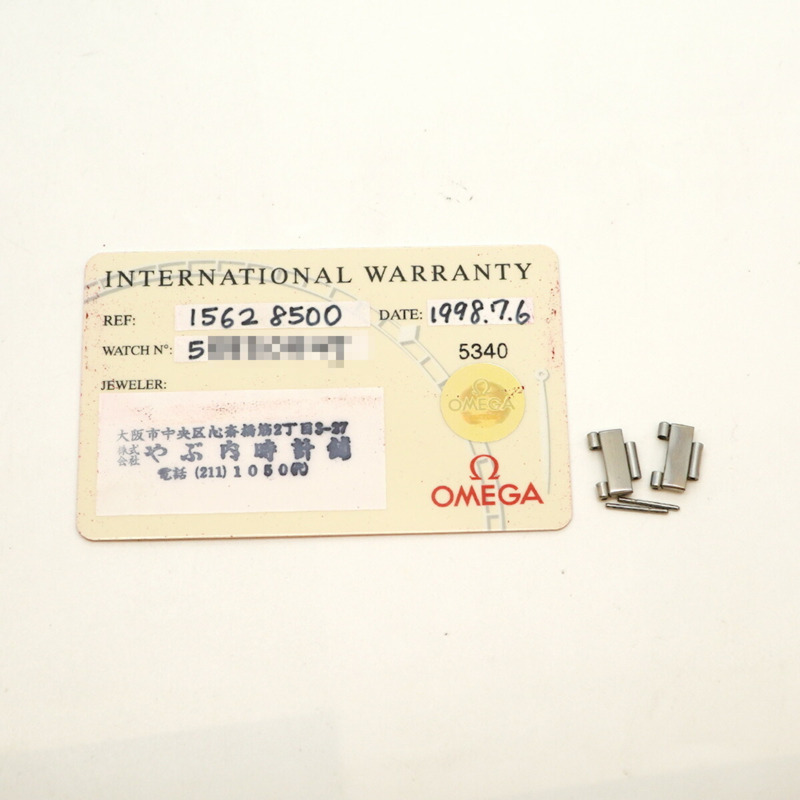 INTERNATIONAL WARRANTY
REF: 1562 8500 DATE: 1998.7.6
WATCH Nº: 5
5340
JEWELER:
大阪市中央区心斎橋筋2丁目3-27
株式会社 やぶ内時計舗
電話 (211) 1050㈹
OMEGA
Ω
OMEGA